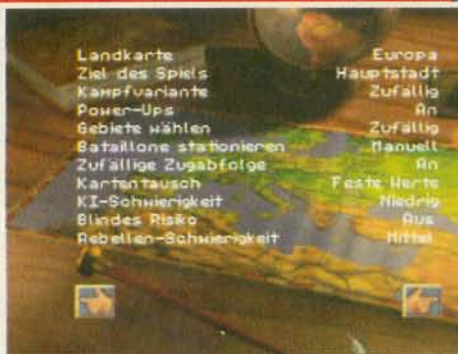 Landkarte Europa
Ziel des Spiels Hauptstadt
Kampfvariante Zufällig
Power-Ups An
Gebiete wählen Zufällig
Bataillone stationieren Manuell
Zufällige Zugabfolge An
Kartentausch Feste Werte
KI-Schwierigkeit Niedrig
Blindes Risiko Aus
Rebellen-Schwierigkeit Mittel